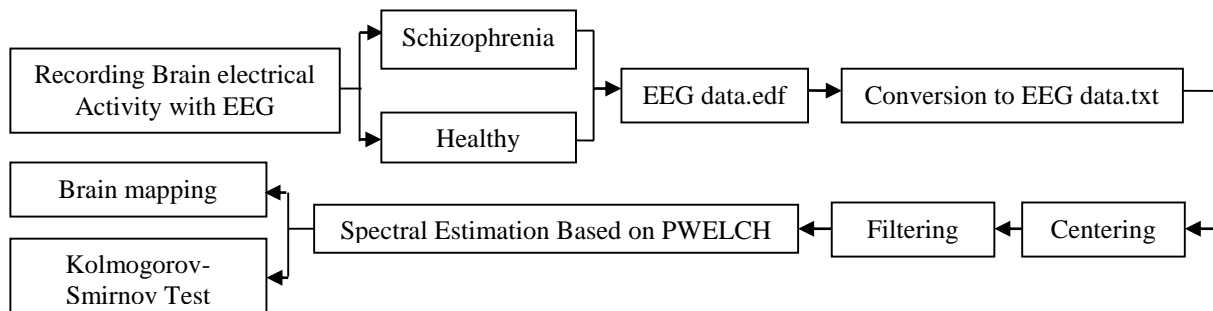 Recording Brain electrical
Activity with EEG
Schizophrenia
Healthy
EEG data.edf
Conversion to EEG data.txt
Centering
Filtering
Spectral Estimation Based on PWELCH
Brain mapping
Kolmogorov-
Smirnov Test